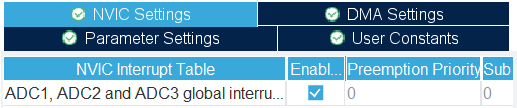 NVIC Settings DMA Settings
Parameter Settings User Constants
NVIC Interrupt Table Enabl... Preemption Priority Sub
ADC1, ADC2 and ADC3 global interru... 0 0